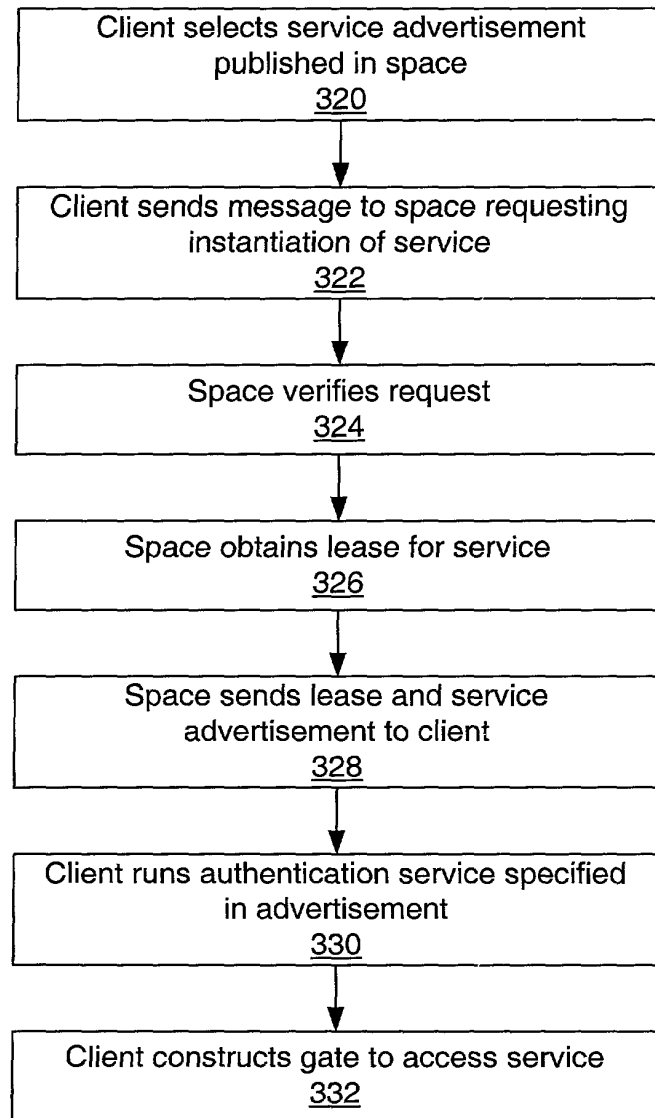 Client selects service advertisement
published in space
320
Client sends message to space requesting
instantiation of service
322
Space verifies request
324
Space obtains lease for service
326
Space sends lease and service
advertisement to client
328
Client runs authentication service specified
in advertisement
330
Client constructs gate to access service
332